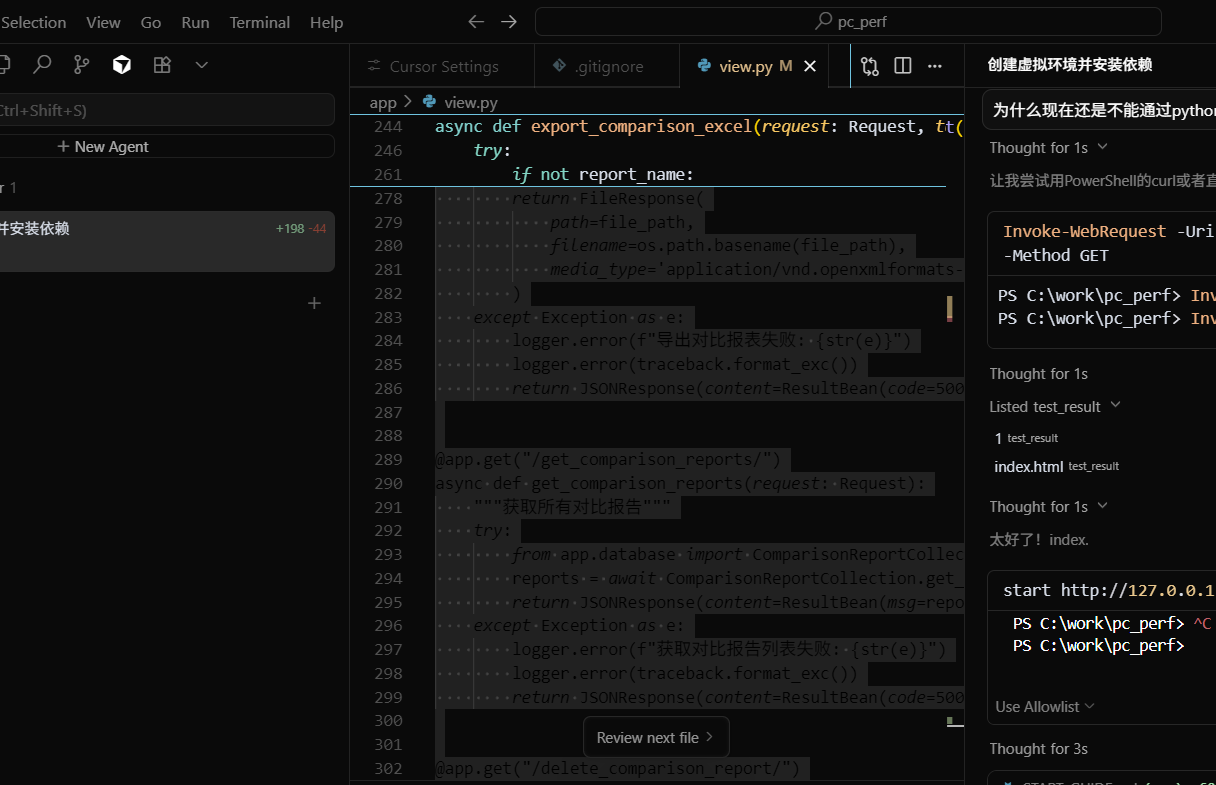 Selection View Go Run Terminal Help
pc_perf
Ctrl+Shift+S)
+ New Agent
r 1
并安装依赖 +198 -44
Cursor Settings
.gitignore
view.py M
app > view.py
244 async def export_comparison_excel(request: Request, tt(
246 try:
261 if not report_name:
278 return FileResponse(
279 path=file_path,
280 filename=os.path.basename(file_path),
281 media_type='application/vnd.openxmlformats-
282 )
283 except Exception as e:
284 logger.error(f"导出对比报表失败: {str(e)}")
285 logger.error(traceback.format_exc())
286 return JSONResponse(content=ResultBean(code=500
287
288
289 @app.get("/get_comparison_reports/")
290 async def get_comparison_reports(request: Request):
291 """获取所有对比报告"""
292 try:
293 from app.database import ComparisonReportCollec
294 reports = await ComparisonReportCollection.get_
295 return JSONResponse(content=ResultBean(msg=repo
296 except Exception as e:
297 logger.error(f"获取对比报告列表失败: {str(e)}")
298 logger.error(traceback.format_exc())
299 return JSONResponse(content=ResultBean(code=500
300
301
302 @app.get("/delete_comparison_report/")
Review next file
创建虚拟环境并安装依赖
为什么现在还是不能通过python
Thought for 1s
让我尝试用PowerShell的curl或者直
Invoke-WebRequest -Uri
-Method GET
PS C:\work\pc_perf> Inv
PS C:\work\pc_perf> Inv
Thought for 1s
Listed test_result
1 test_result
index.html test_result
Thought for 1s
太好了！index.
start http://127.0.0.1
PS C:\work\pc_perf> ^C
PS C:\work\pc_perf>
Use Allowlist
Thought for 3s